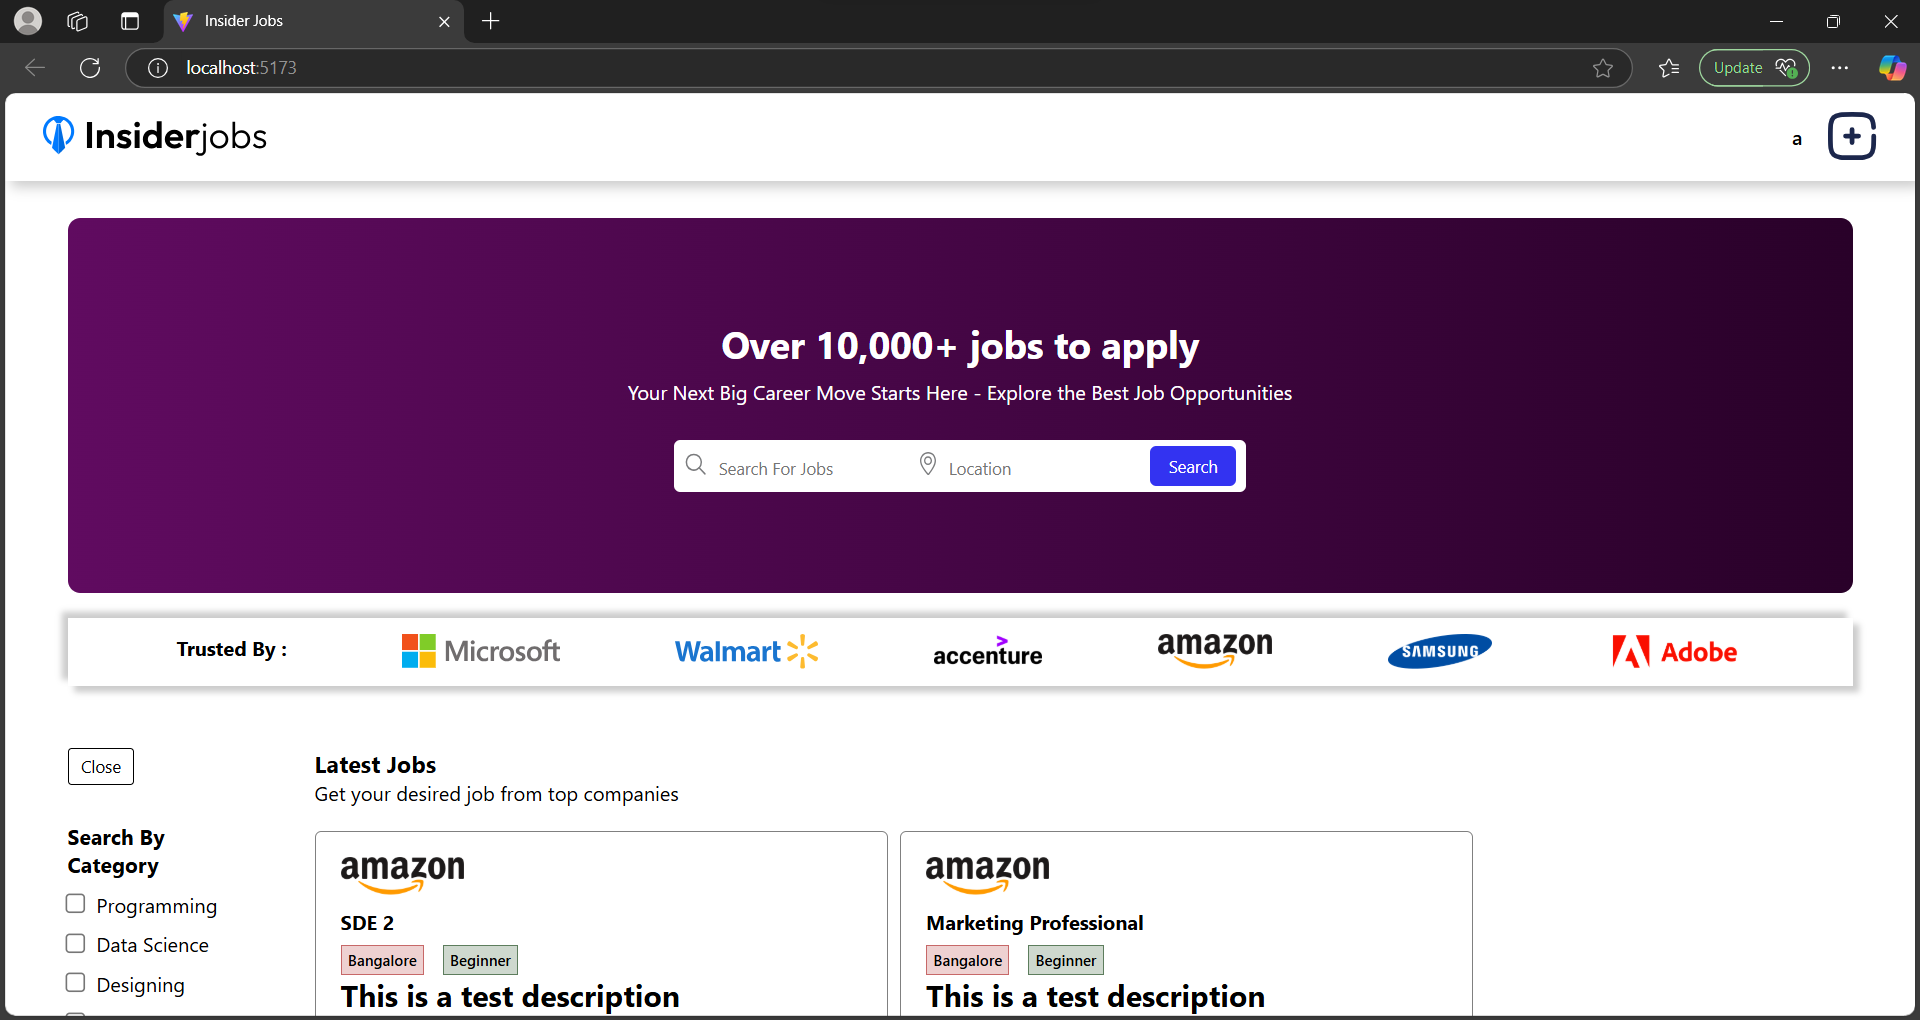 Insider Jobs
localhost:5173
Update
Insiderjobs
a
Over 10,000+ jobs to apply
Your Next Big Career Move Starts Here - Explore the Best Job Opportunities
Search For Jobs
Location
Search
Trusted By :
Microsoft
Walmart
accenture
amazon
SAMSUNG
Adobe
Close
Latest Jobs
Get your desired job from top companies
Search By
Category
Programming
Data Science
Designing
amazon
SDE 2
Bangalore
Beginner
This is a test description
amazon
Marketing Professional
Bangalore
Beginner
This is a test description